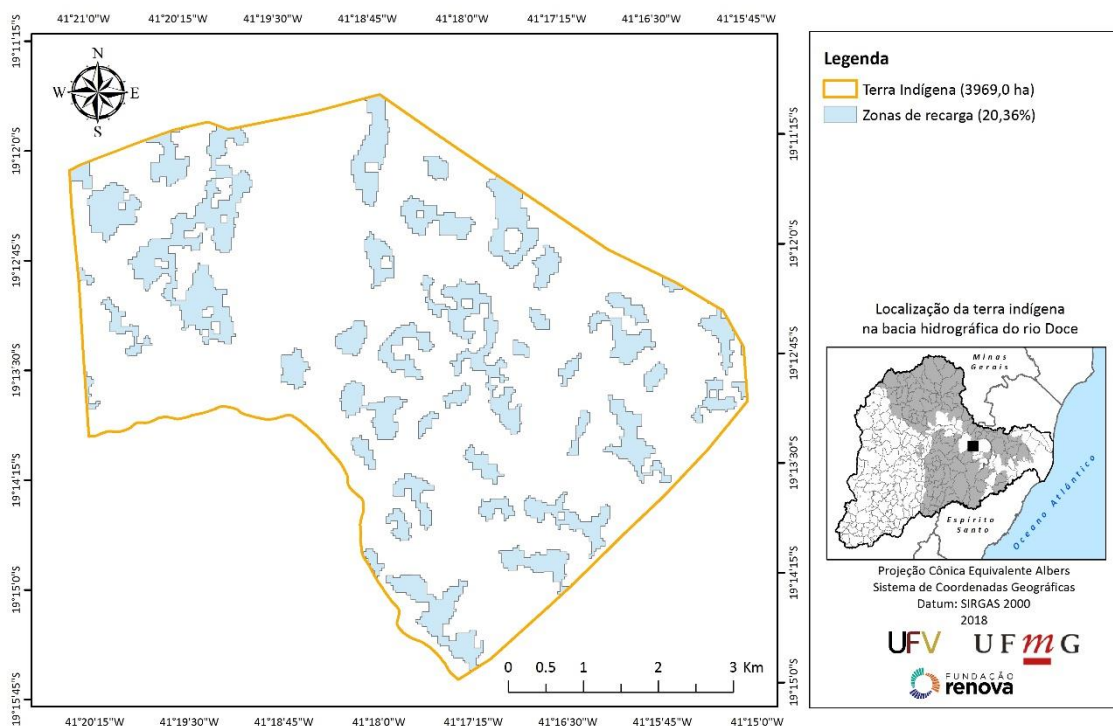 41°21'0"W 41°20'15"W 41°19'30"W 41°18'45"W 41°18'0"W 41°17'15"W 41°16'30"W 41°15'45"W
19°11'15"S
19°12'0"S
19°12'45"S
19°13'30"S
19°14'15"S
19°15'0"S
19°15'45"S
N
W E
S
0 0.5 1 2 3 Km
19°11'15"S
19°12'0"S
19°12'45"S
19°13'30"S
19°14'15"S
19°15'0"S
41°20'15"W 41°19'30"W 41°18'45"W 41°18'0"W 41°17'15"W 41°16'30"W 41°15'45"W 41°15'0"W
Legenda
Terra Indígena (3969,0 ha)
Zonas de recarga (20,36%)
Localização da terra indígena
na bacia hidrográfica do rio Doce
Minas
Gerais
Espírito
Santo
Oceano Atlântico
Projeção Cônica Equivalente Albers
Sistema de Coordenadas Geográficas
Datum: SIRGAS 2000
2018
UFV UFmG
FUNDAÇÃO
renova